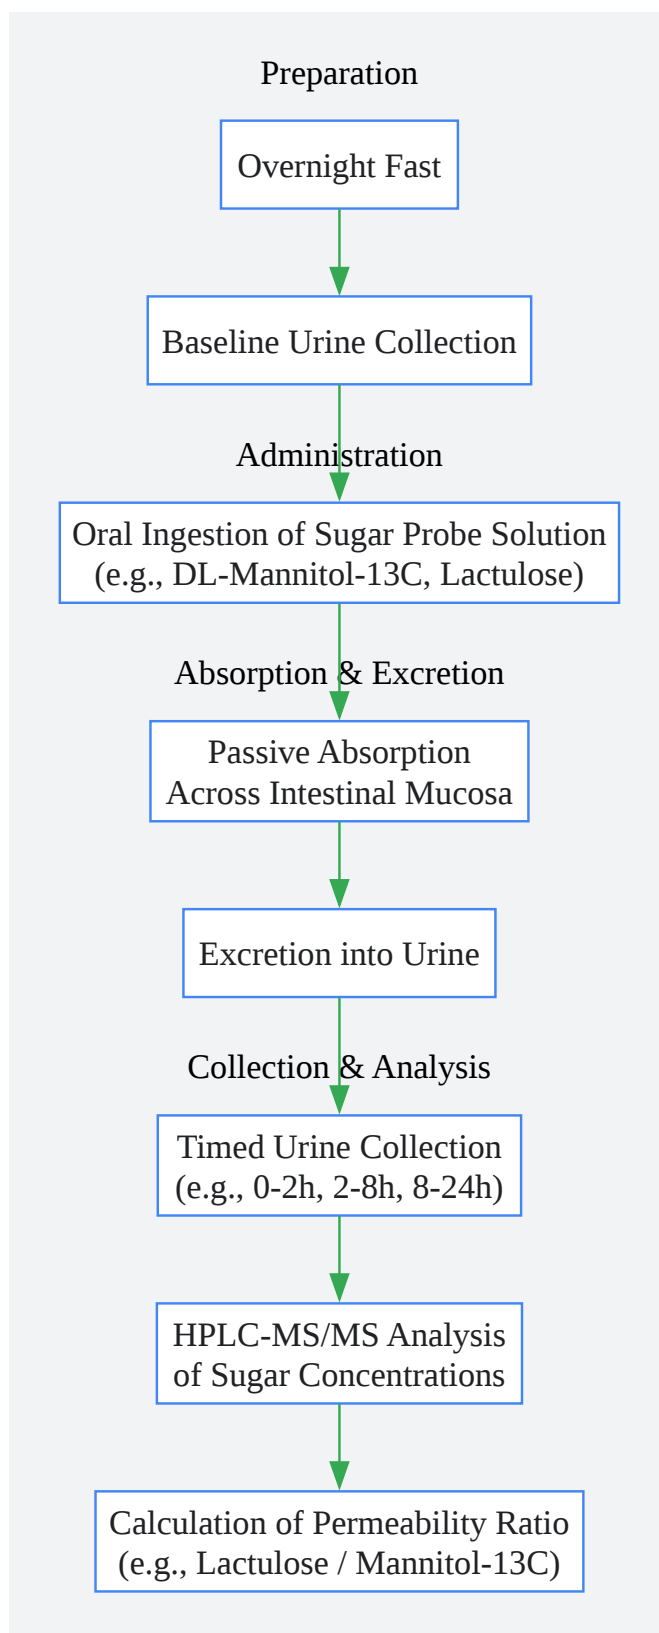 Preparation
Overnight Fast
Baseline Urine Collection
Administration
Oral Ingestion of Sugar Probe Solution
(e.g., DL-Mannitol-13C, Lactulose)
Absorption & Excretion
Passive Absorption
Across Intestinal Mucosa
Excretion into Urine
Collection & Analysis
Timed Urine Collection
(e.g., 0-2h, 2-8h, 8-24h)
HPLC-MS/MS Analysis
of Sugar Concentrations
Calculation of Permeability Ratio
(e.g., Lactulose / Mannitol-13C)